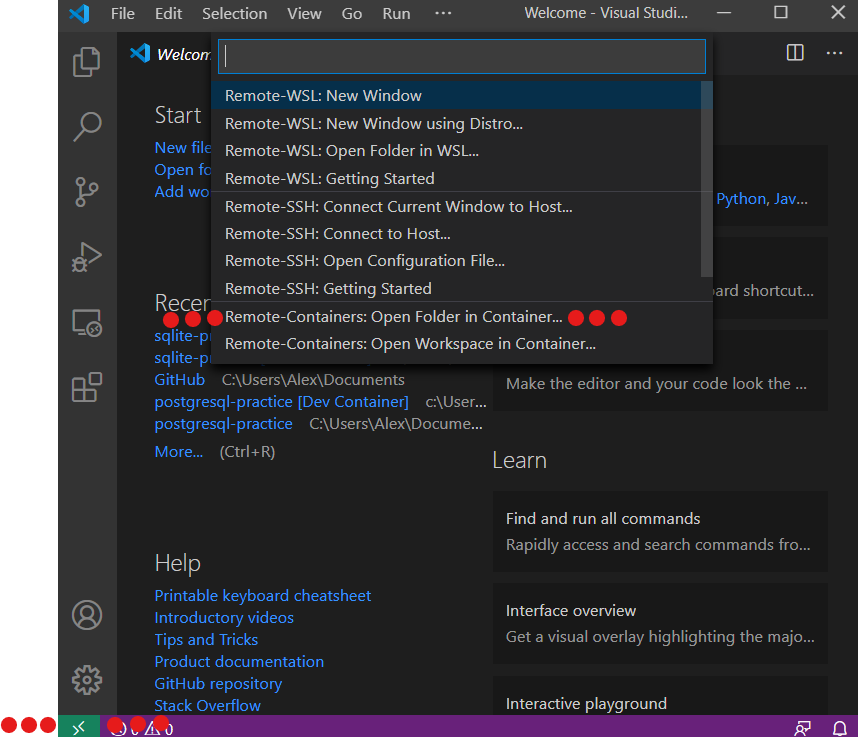 File Edit Selection View Go Run ··· Welcome - Visual Studi...
Welcom
Remote-WSL: New Window
Remote-WSL: New Window using Distro...
Remote-WSL: Open Folder in WSL...
Remote-WSL: Getting Started
Remote-SSH: Connect Current Window to Host...
Remote-SSH: Connect to Host...
Remote-SSH: Open Configuration File...
Remote-SSH: Getting Started
Remote-Containers: Open Folder in Container...
Remote-Containers: Open Workspace in Container...
Start
New file
Open fo
Add wo
Recen
sqlite-pr
sqlite-pr
GitHub C:\Users\Alex\Documents
postgresql-practice [Dev Container] c:\User...
postgresql-practice C:\Users\Alex\Docume...
More... (Ctrl+R)
Help
Printable keyboard cheatsheet
Introductory videos
Tips and Tricks
Product documentation
GitHub repository
Stack Overflow
Python, Jav...
ard shortcut...
Make the editor and your code look the ...
Learn
Find and run all commands
Rapidly access and search commands fro...
Interface overview
Get a visual overlay highlighting the majo...
Interactive playground
0 0